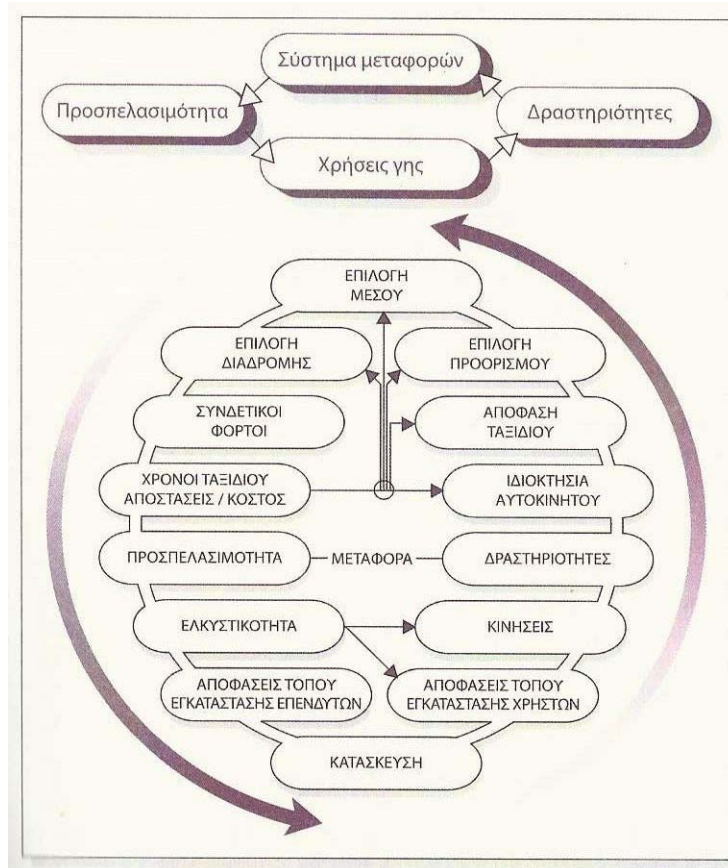 Σύστημα μεταφορών
Προσπελασιμότητα
Δραστηριότητες
Χρήσεις γης
ΕΠΙΛΟΓΗ
ΜΕΣΟΥ
ΕΠΙΛΟΓΗ
ΔΙΑΔΡΟΜΗΣ
ΕΠΙΛΟΓΗ
ΠΡΟΟΡΙΣΜΟΥ
ΣΥΝΔΕΤΙΚΟΙ
ΦΟΡΤΟΙ
ΑΠΟΦΑΣΗ
ΤΑΞΙΔΙΟΥ
ΧΡΟΝΟΙ ΤΑΞΙΔΙΟΥ
ΑΠΟΣΤΑΣΕΙΣ / ΚΟΣΤΟΣ
ΙΔΙΟΚΤΗΣΙΑ
ΑΥΤΟΚΙΝΗΤΟΥ
ΠΡΟΣΠΕΛΑΣΙΜΟΤΗΤΑ
ΜΕΤΑΦΟΡΑ
ΔΡΑΣΤΗΡΙΟΤΗΤΕΣ
ΕΛΚΥΣΤΙΚΟΤΗΤΑ
ΚΙΝΗΣΕΙΣ
ΑΠΟΦΑΣΕΙΣ ΤΟΠΟΥ
ΕΓΚΑΤΑΣΤΑΣΗΣ ΕΠΕΝΔΥΤΩΝ
ΑΠΟΦΑΣΕΙΣ ΤΟΠΟΥ
ΕΓΚΑΤΑΣΤΑΣΗΣ ΧΡΗΣΤΩΝ
ΚΑΤΑΣΚΕΥΗ